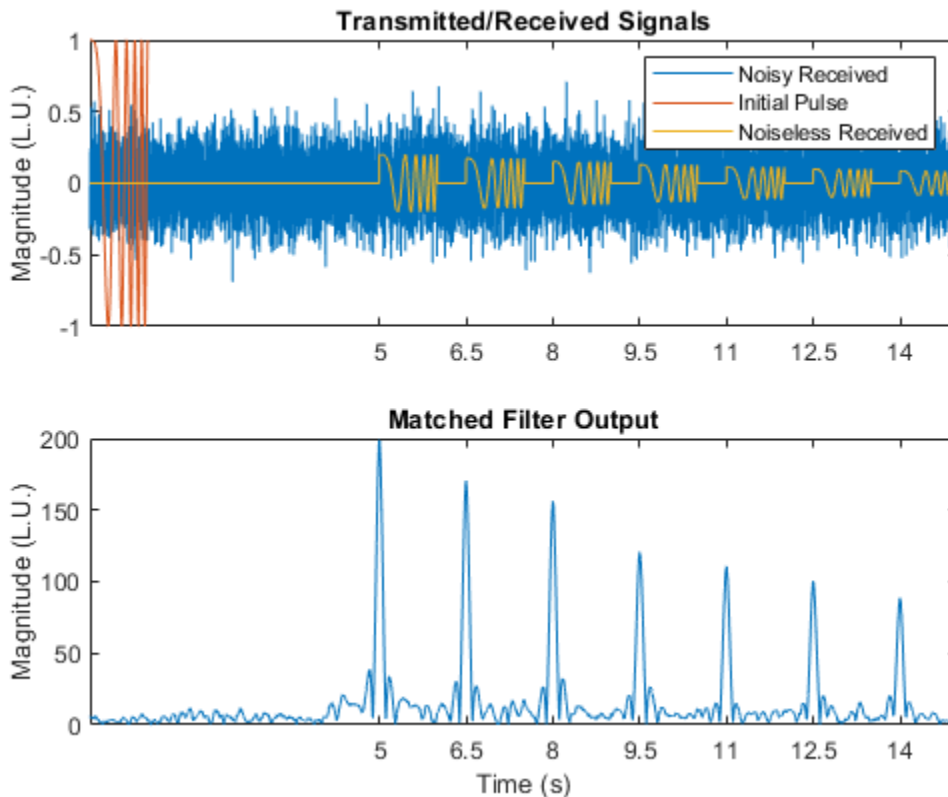 Transmitted/Received Signals
Magnitude (L.U.)
1
0.5
0
-0.5
-1
Noisy Received
Initial Pulse
Noiseless Received
5 6.5 8 9.5 11 12.5 14
Matched Filter Output
Magnitude (L.U.)
200
150
100
50
0
5 6.5 8 9.5 11 12.5 14
Time (s)